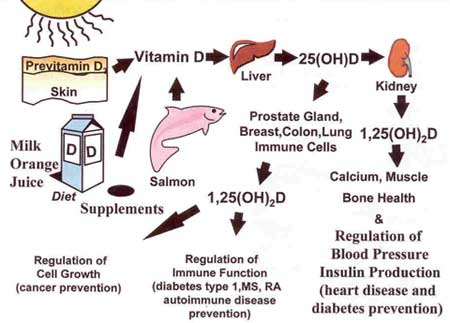 Previtamin D3
Skin
Vitamin D
Liver
25(OH)D
Kidney
Milk
Orange
Juice
D D
Diet
Supplements
Salmon
Prostate Gland,
Breast,Colon,Lung
Immune Cells
1,25(OH)2D
1,25(OH)2D
Calcium, Muscle
Bone Health
&
Regulation of
Blood Pressure
Insulin Production
(heart disease and
diabetes prevention)
Regulation of
Cell Growth
(cancer prevention)
Regulation of
Immune Function
(diabetes type 1,MS, RA
autoimmune disease
prevention)